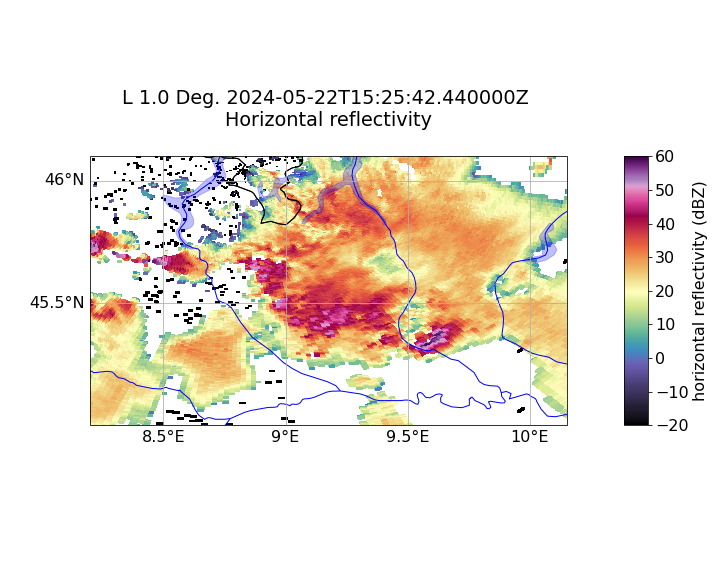 L 1.0 Deg. 2024-05-22T15:25:42.440000Z
Horizontal reflectivity
46°N
45.5°N
8.5°E
9°E
9.5°E
10°E
60
50
40
30
20
10
0
−10
−20
horizontal reflectivity (dBZ)